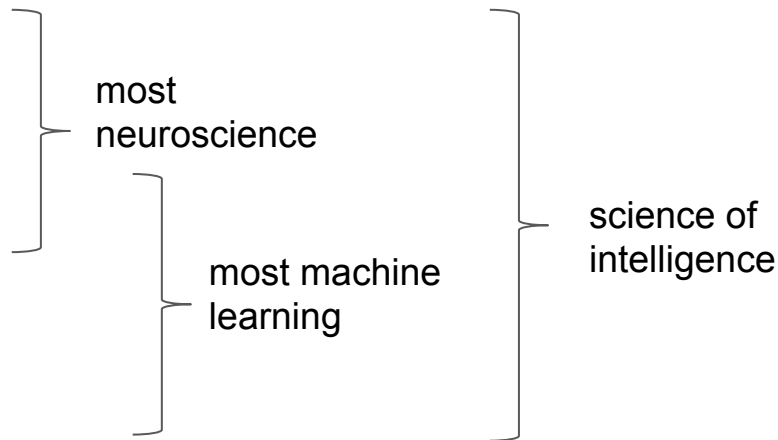 most
neuroscience
most machine
learning
science of
intelligence